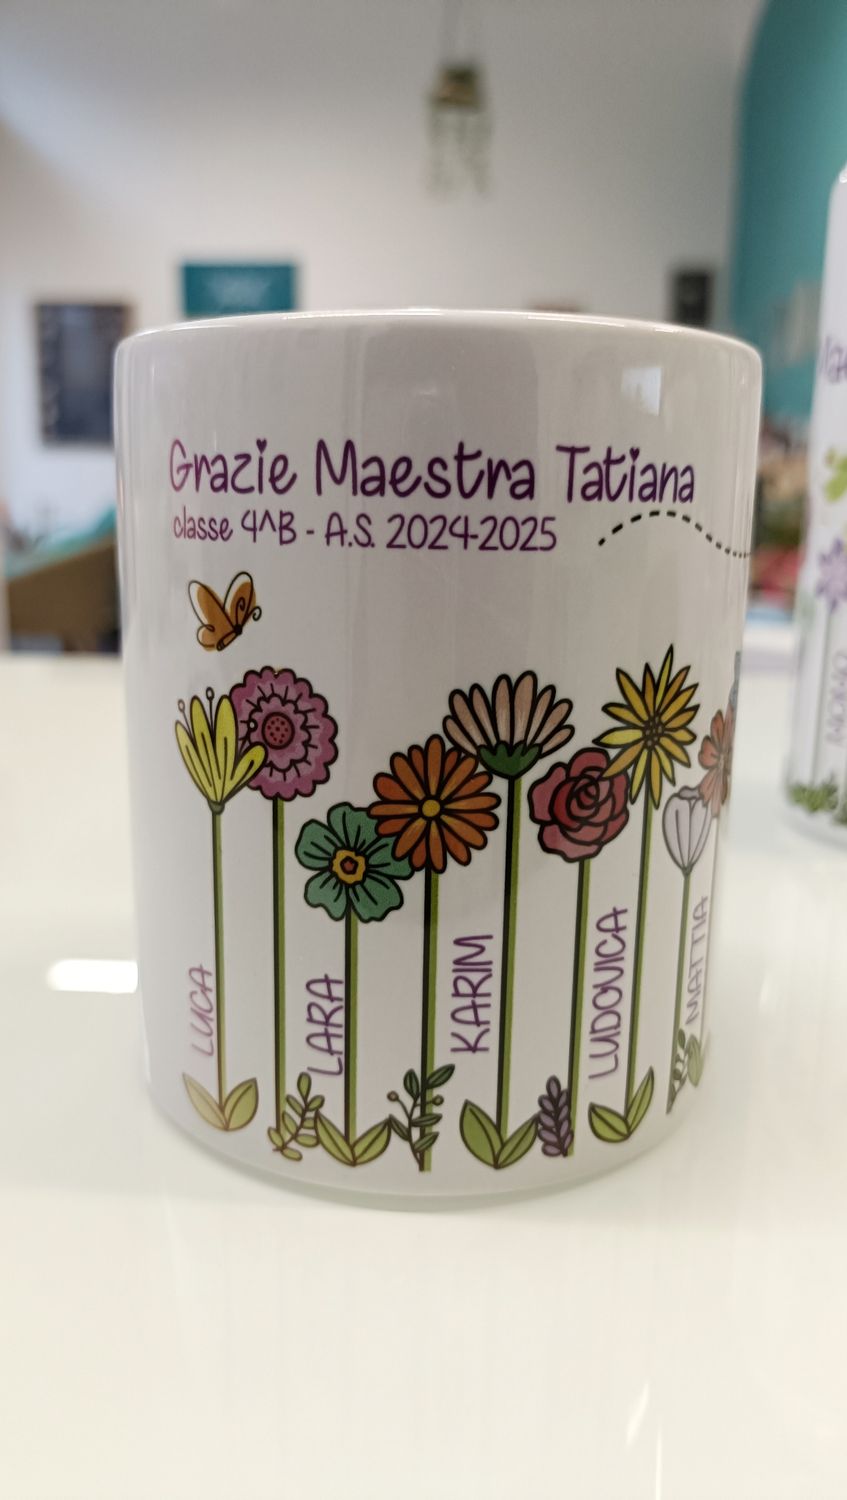 Grazie Maestra Tatiana
classe 4^B - A.S. 2024-2025
LUCA
LARA
KARIM
LUDOVICA
MATTIA